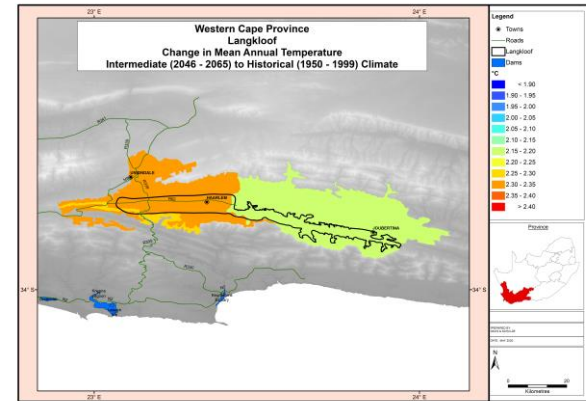 23° E
24° E
Western Cape Province
Langkloof
Change in Mean Annual Temperature
Intermediate (2046 - 2065) to Historical (1950 - 1999) Climate
UNIONDALE
HAARLEM
JOUBERTINA
34° S
34° S
23° E
24° E
Legend
Towns
Roads
Langkloof
Dams
°C
< 1.90
1.90 - 1.95
1.95 - 2.00
2.00 - 2.05
2.05 - 2.10
2.10 - 2.15
2.15 - 2.20
2.20 - 2.25
2.25 - 2.30
2.30 - 2.35
2.35 - 2.40
> 2.40
Province
N
0
20
Kilometres